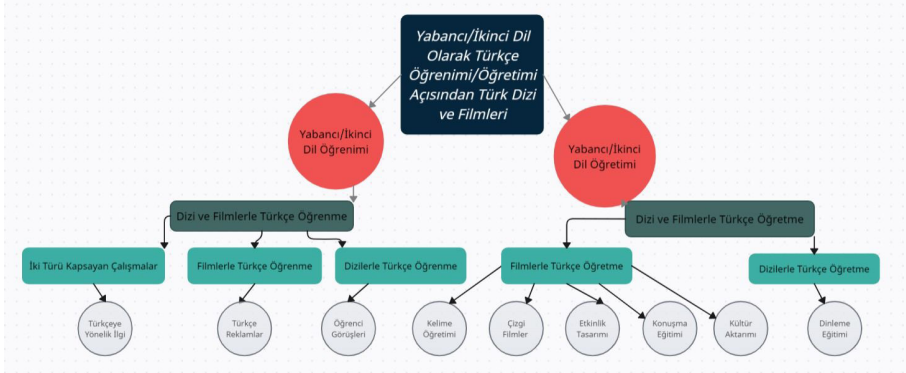 Yabancı/İkinci Dil
Olarak Türkçe
Öğrenimi/Öğretimi
Açısından Türk Dizi
ve Filmleri
Yabancı/İkinci
Dil Öğrenimi
Yabancı/İkinci
Dil Öğretimi
Dizi ve Filmlerle Türkçe Öğrenme
Dizi ve Filmlerle Türkçe Öğretme
İki Türü Kapsayan Çalışmalar
Filmlerle Türkçe Öğrenme
Dizilerle Türkçe Öğrenme
Filmlerle Türkçe Öğretme
Dizilerle Türkçe Öğretme
Türkçeye
Yönelik İlgi
Türkçe
Reklamlar
Öğrenci
Görüşleri
Kelime
Öğretimi
Çizgi
Filmler
Etkinlik
Tasarımı
Konuşma
Eğitimi
Kültür
Aktarımı
Dinleme
Eğitimi